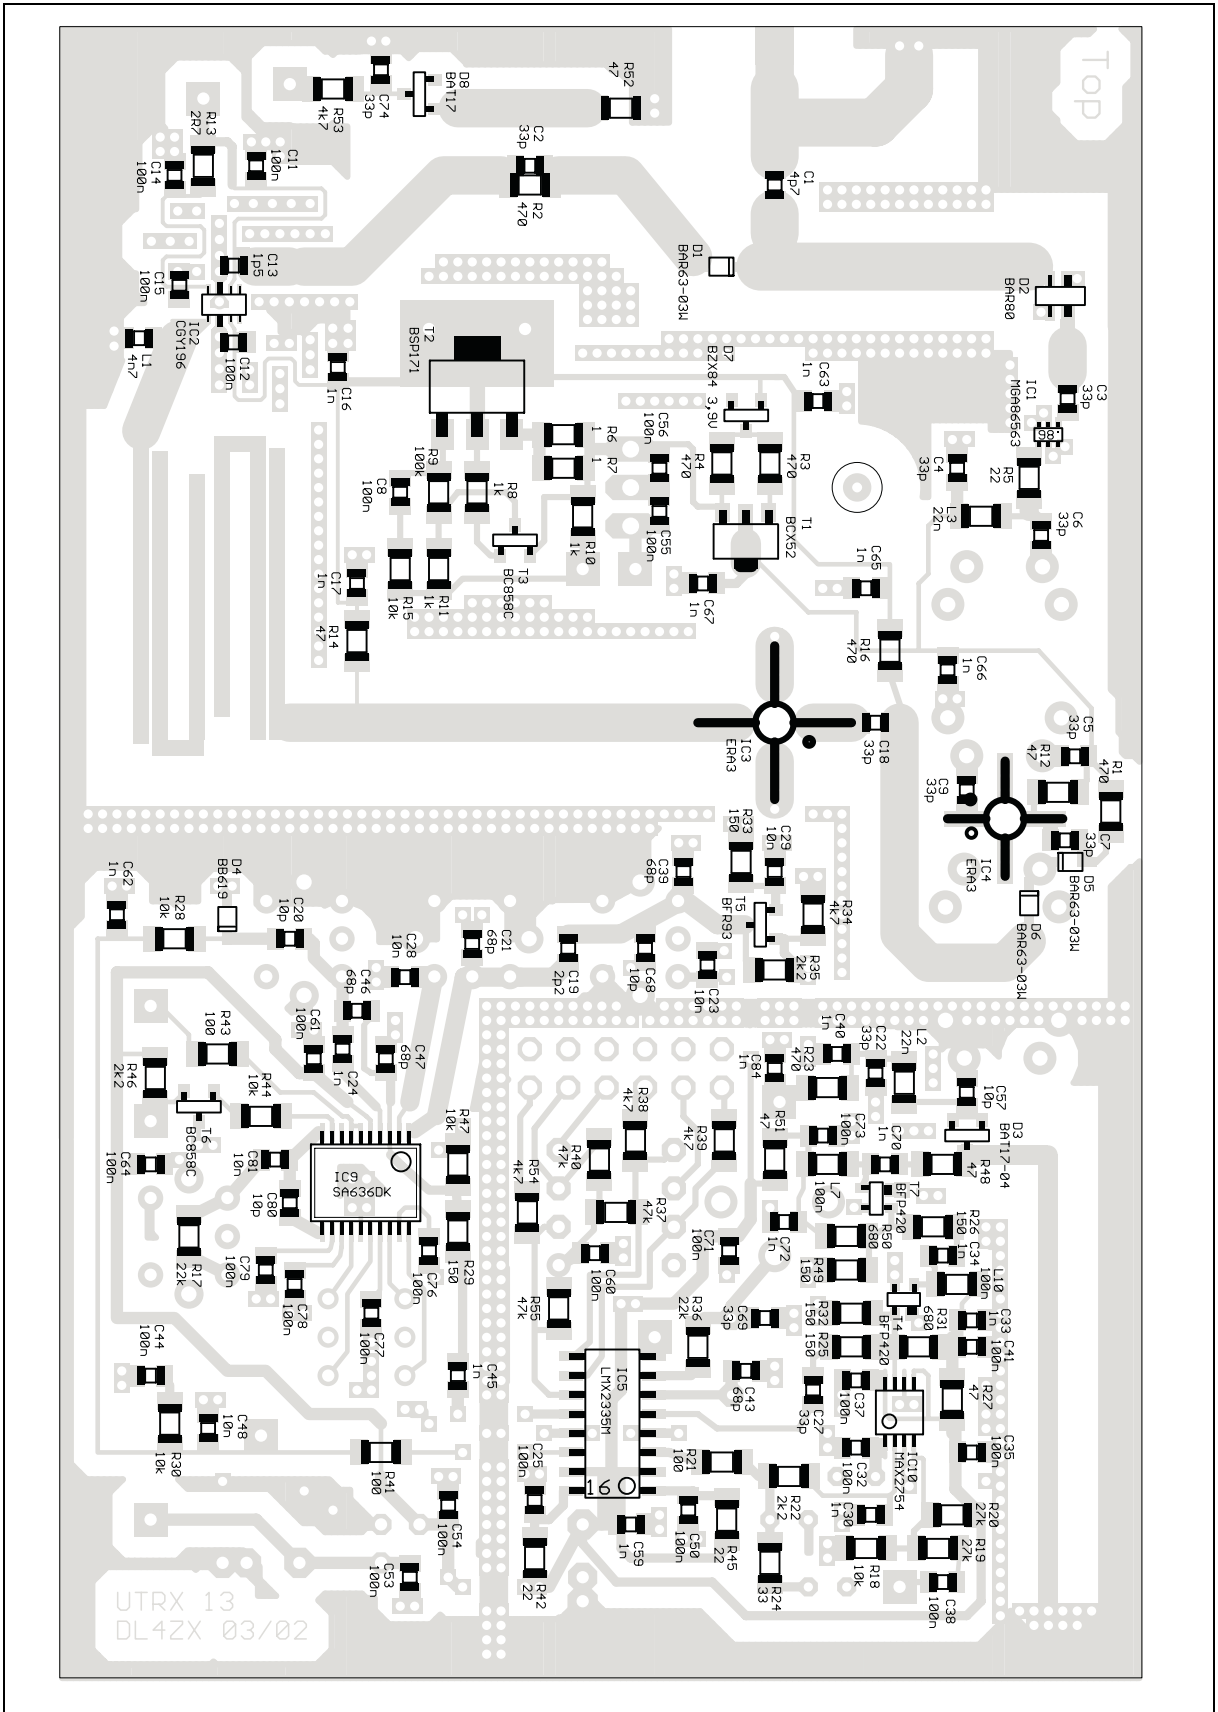 Top
D8
BAT17
C74
33p
R53
4k7
R52
47
R13
2R7
C11
100n
C14
100n
C2
33p
R2
470
C1
4p7
D1
BAR63-03W
D2
BAR80
C13
1p5
C15
100n
IC2
CGY196
L1
4n7
C12
100n
C16
1n
T2
BSP171
D7
BZX84 3,9V
C63
1n
IC1
MGA86563
C3
33p
98
R6
1
R7
1
C56
100n
R4
470
R3
470
C4
33p
R5
22
L3
22n
C6
33p
R9
100k
R8
1k
C8
100n
R10
1k
C55
100n
T1
BCX52
T3
BC858C
C17
1n
R14
47
R15
10k
R11
1k
C67
1n
C65
1n
R16
470
C66
1n
IC3
ERA3
C18
33p
C5
33p
R12
47
R1
470
C9
33p
C7
33p
IC4
ERA3
D5
BAR63-03W
D6
BAR63-03W
R33
150
C29
10n
C39
68p
T5
BFR93
R34
4k7
R35
2k2
C62
1n
R28
10k
D4
BB619
C20
10p
C28
10n
C21
68p
C19
2p2
C68
10p
C23
10n
C46
68p
C61
100n
C24
1n
C47
68p
R43
100
R46
2k2
R44
10k
T6
BC858C
C64
100n
C81
10n
C80
10p
IC9
SA636DK
R47
10k
R29
150
R17
22k
C79
100n
C78
100n
C76
100n
C77
100n
C44
100n
R30
10k
C48
10n
C45
1n
R41
100
C54
100n
C53
100n
R54
4k7
R40
47k
R38
4k7
R39
4k7
R37
47k
C60
100n
R55
47k
C71
100n
R36
22k
C69
33p
C43
68p
IC5
LMX2335M
16
C25
100n
R42
22
C59
1n
R21
100
C50
100n
R45
22
R22
2k2
R24
33
C84
1n
R23
470
C40
1n
C22
33p
L2
22n
C57
10p
D3
BAT17-04
R51
47
C73
100n
L7
100n
C70
1n
R48
47
T7
BFP420
C72
1n
R50
680
R49
150
R26
150
C34
1n
L10
100n
R32
150
R25
150
T4
BFP420
R31
680
C33
1n
C41
100n
C27
33p
C37
100n
R27
47
C35
100n
IC10
MAX2754
C32
100n
C30
1n
R18
10k
R20
27k
R19
27k
C38
100n
UTRX 13
DL4ZX 03/02